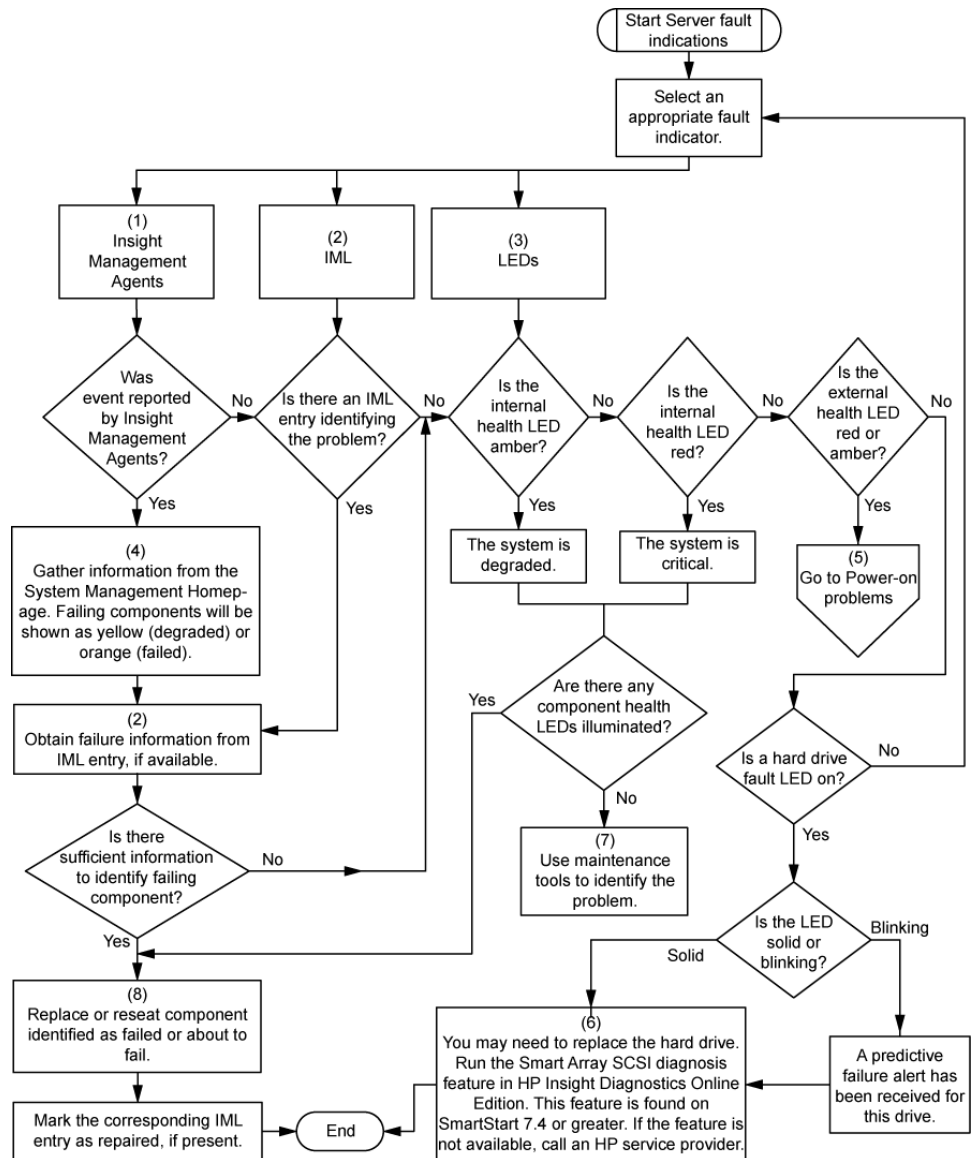 Start Server fault
indications
Select an
appropriate fault
indicator.
(1)
Insight
Management
Agents
(2)
IML
(3)
LEDs
Was
event reported
by Insight
Management
Agents?
No
Is there an IML
entry identifying
the problem?
No
Is the
internal
health LED
amber?
No
Is the
internal
health LED
red?
No
Is the
external
health LED
red or
amber?
No
Yes
Yes
Yes
Yes
Yes
(4)
Gather information from the
System Management Homep-
age. Failing components will be
shown as yellow (degraded) or
orange (failed).
The system is
degraded.
The system is
critical.
(5)
Go to Power-on
problems
(2)
Obtain failure information from
IML entry, if available.
Yes
Are there any
component health
LEDs illuminated?
No
Is a hard drive
fault LED on?
No
Yes
Is there
sufficient information
to identify failing
component?
No
Yes
(7)
Use maintenance
tools to identify the
problem.
Is the LED
solid or
blinking?
Solid
Blinking
(8)
Replace or reseat component
identified as failed or about to
fail.
(6)
You may need to replace the hard drive.
Run the Smart Array SCSI diagnosis
feature in HP Insight Diagnostics Online
Edition. This feature is found on
SmartStart 7.4 or greater. If the feature is
not available, call an HP service provider.
A predictive
failure alert has
been received for
this drive.
Mark the corresponding IML
entry as repaired, if present.
End